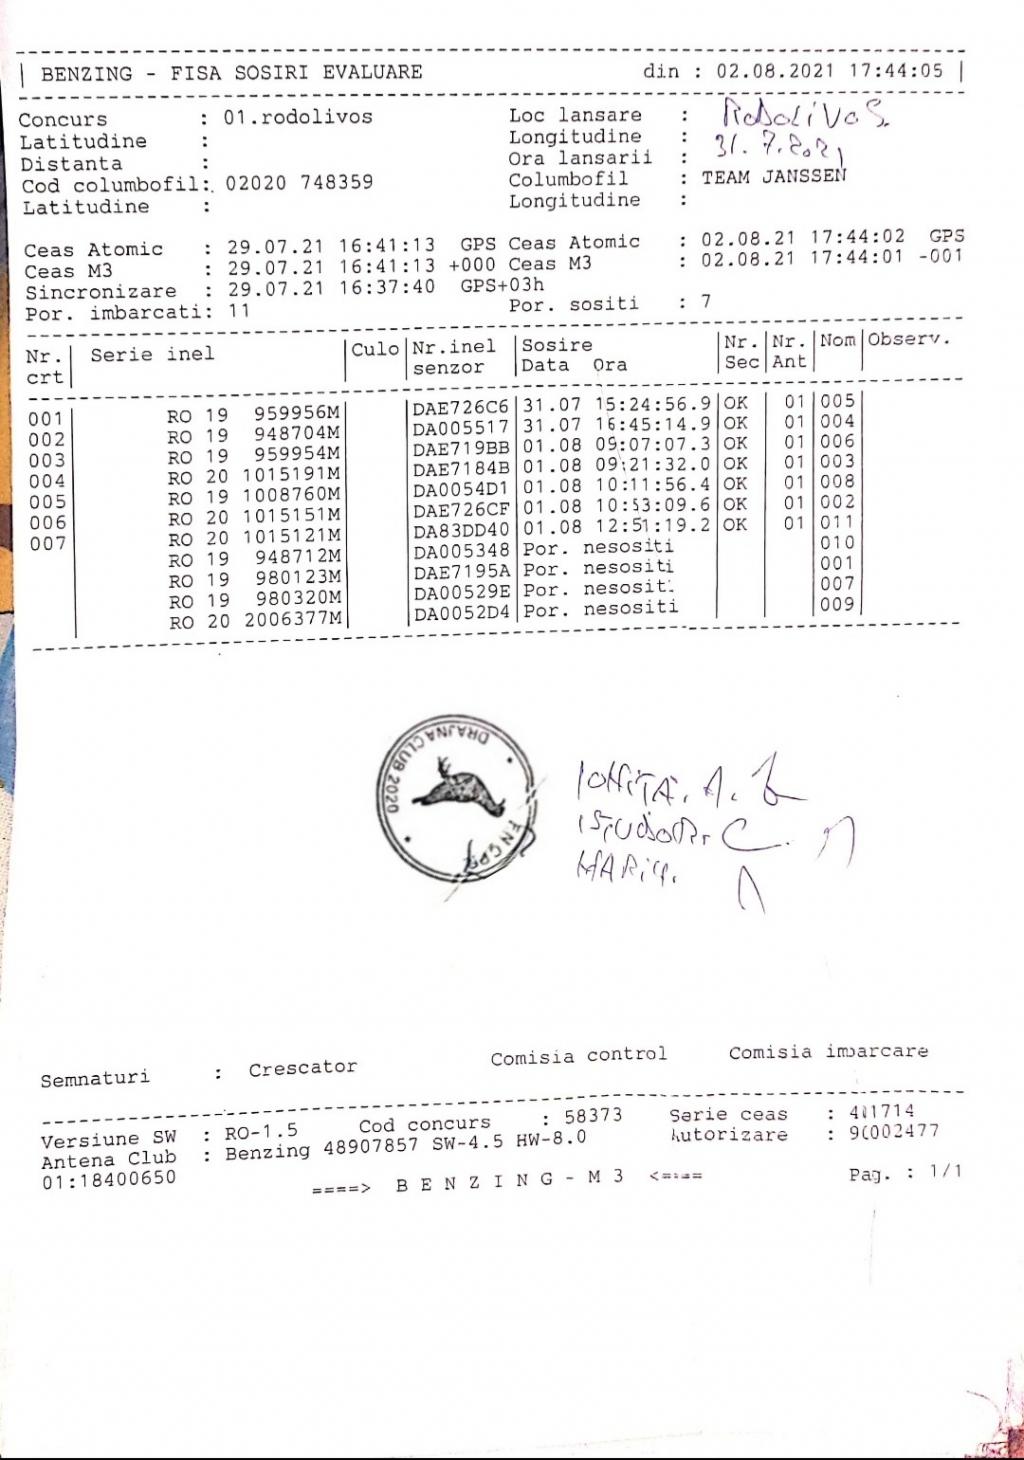 BENZING - FISA SOSIRI EVALUARE din : 02.08.2021 17:44:05
Concurs : 01.rodolivos Loc lansare : Rodolivos
Latitudine : Longitudine : 31.7.2021
Distanta : Ora lansarii :
Cod columbofil: 02020 748359 Columbofil : TEAM JANSSEN
Latitudine : Longitudine :
Ceas Atomic : 29.07.21 16:41:13 GPS Ceas Atomic : 02.08.21 17:44:02 GPS
Ceas M3 : 29.07.21 16:41:13 +000 Ceas M3 : 02.08.21 17:44:01 -001
Sincronizare : 29.07.21 16:37:40 GPS+03h
Por. imbarcati: 11 Por. sositi : 7
Nr. Serie inel Culo Nr.inel Sosire Nr. Nr. Nom Observ.
crt senzor Data Ora Sec Ant
001 RO 19 959956M DAE726C6 31.07 15:24:56.9 OK 01 005
002 RO 19 948704M DA005517 31.07 16:45:14.9 OK 01 004
003 RO 19 959954M DAE719BB 01.08 09:07:07.3 OK 01 006
004 RO 20 1015191M DAE7184B 01.08 09:21:32.0 OK 01 003
005 RO 19 1008760M DA0054D1 01.08 10:11:56.4 OK 01 008
006 RO 20 1015151M DAE726CF 01.08 10:53:09.6 OK 01 002
007 RO 20 1015121M DA83DD40 01.08 12:51:19.2 OK 01 011
RO 19 948712M DA005348 Por. nesositi 010
RO 19 980123M DAE7195A Por. nesositi 001
RO 19 980320M DA00529E Por. nesositi 007
RO 20 2006377M DA0052D4 Por. nesositi 009
DRAJNA CLUB 2020
FNCPR
IONIȚĂ. A.
C.
Semnaturi : Crescator Comisia control Comisia imbarcare
Versiune SW : RO-1.5 Cod concurs : 58373 Serie ceas : 401714
Antena Club : Benzing 48907857 SW-4.5 HW-8.0 Autorizare : 90002477
01:18400650 ====> B E N Z I N G - M 3 <==== Pag. : 1/1